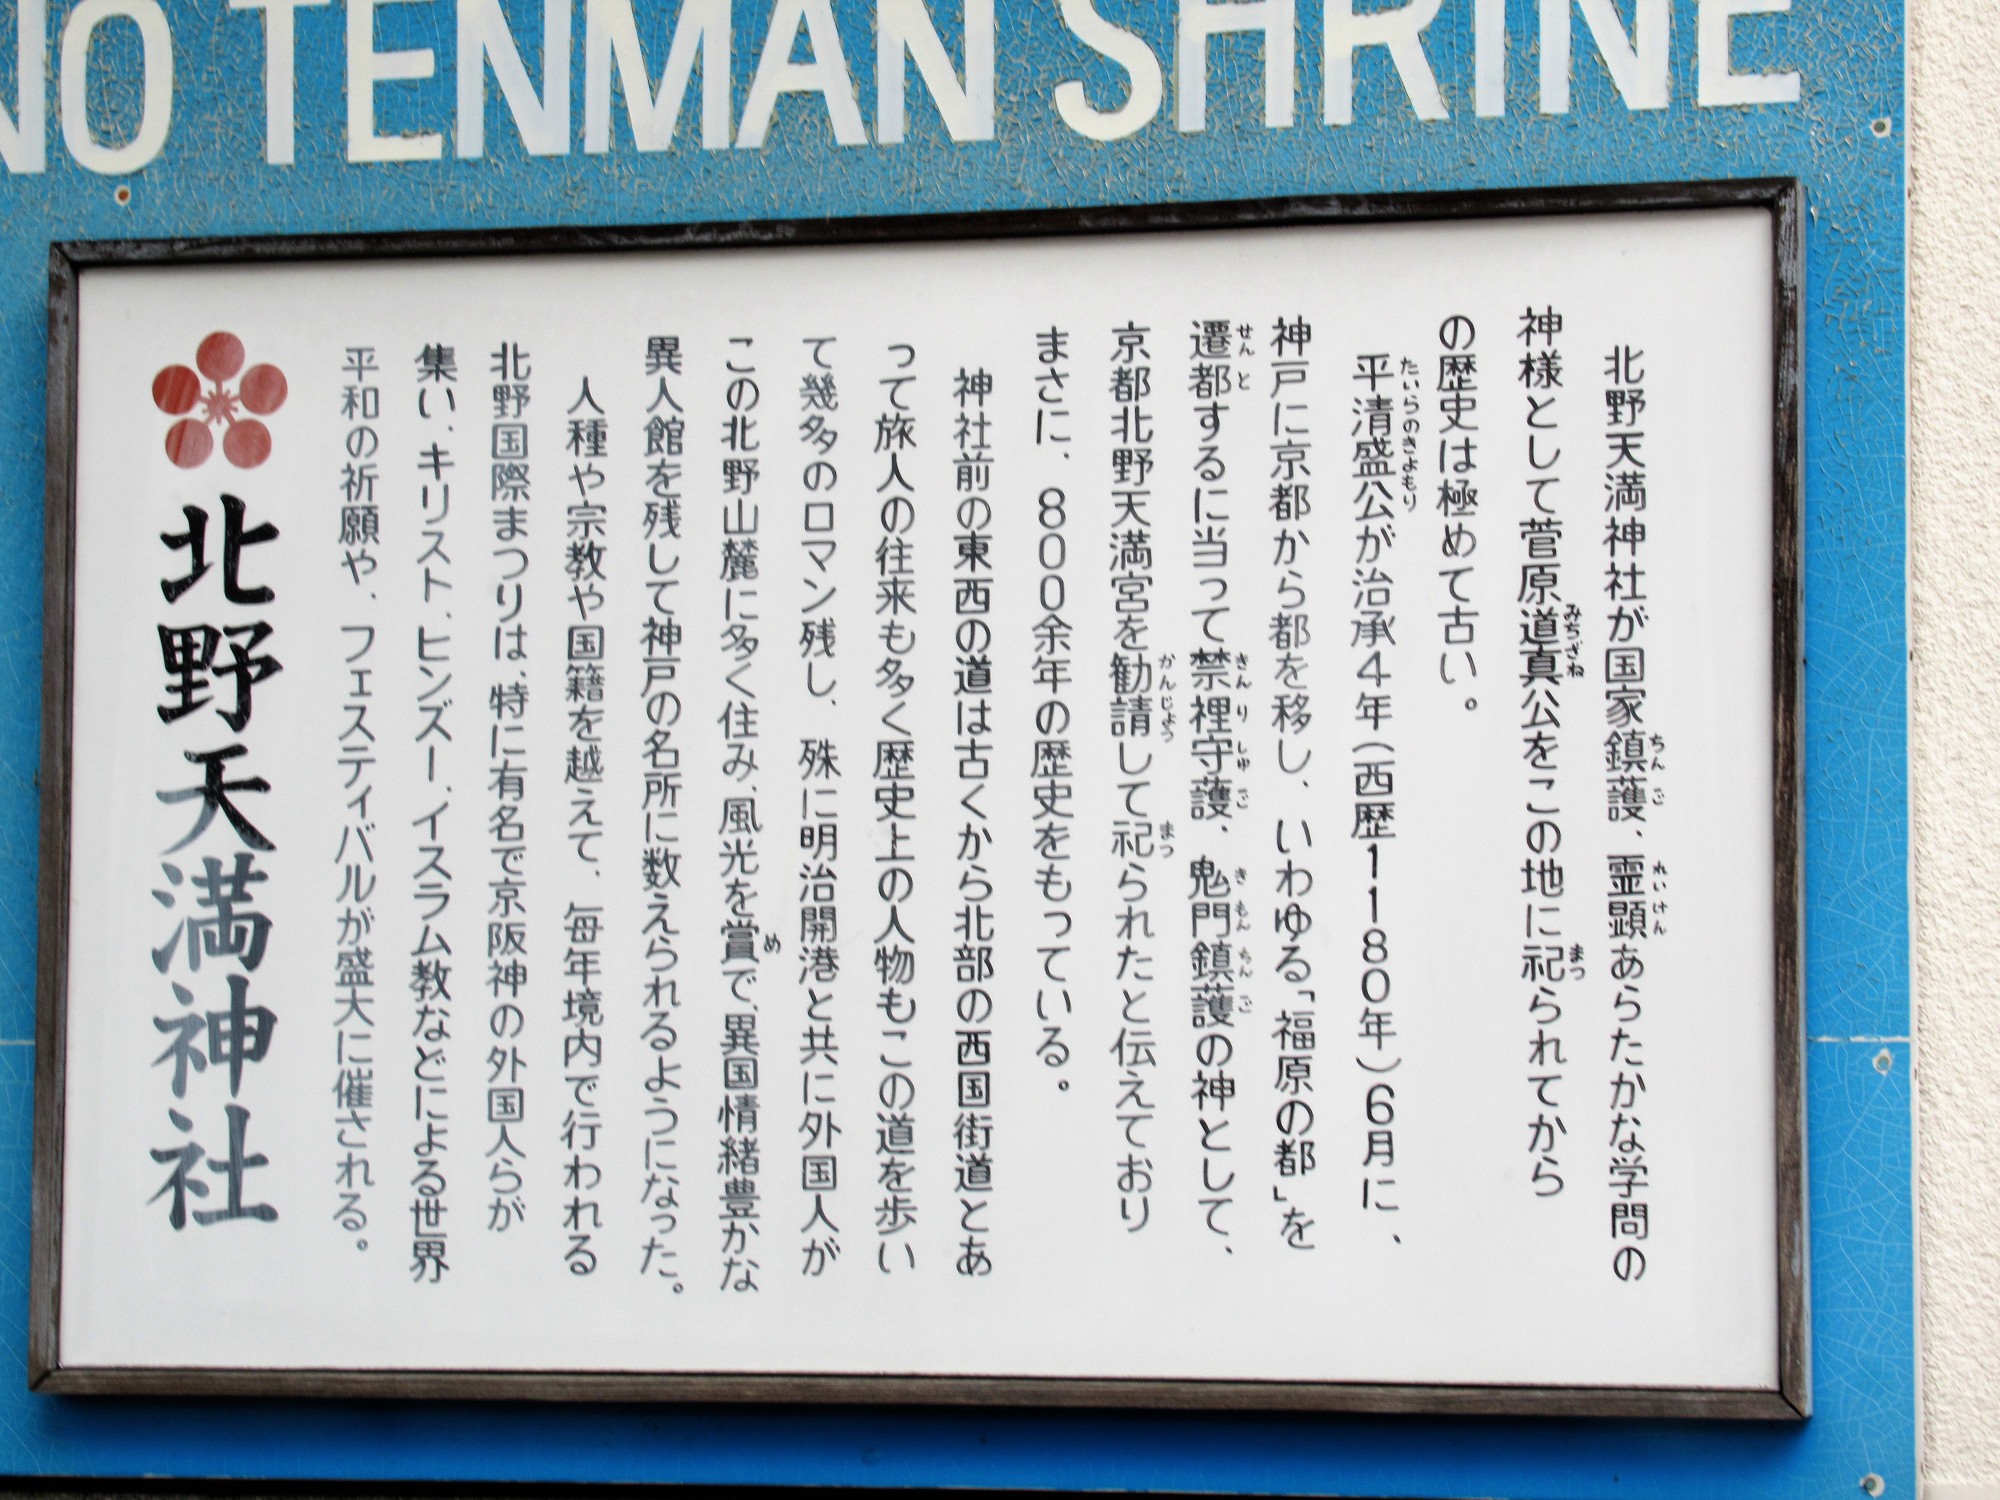 NO TENMAN SHRINE
北野天満神社が国家鎮護、霊顕あらたかな学問の
神様として菅原道真公をこの地に祀られてから
の歴史は極めて古い。
平清盛公が治承4年(西歴1180年)6月に、
神戸に京都から都を移し、いわゆる「福原の都」を
遷都するに当って禁裡守護、鬼門鎮護の神として、
京都北野天満宮を勧請して祀られたと伝えており
まさに、800余年の歴史をもっている。
神社前の東西の道は古くから北部の西国街道とあ
って旅人の往来も多く歴史上の人物もこの道を歩い
て幾多のロマン残し、殊に明治開港と共に外国人が
この北野山麓に多く住み、風光を賞で、異国情緒豊かな
異人館を残して神戸の名所に数えられるようになった。
人種や宗教や国籍を越えて、毎年境内で行われる
北野国際まつりは、特に有名で京阪神の外国人らが
集い、キリスト、ヒンズー、イスラム教などによる世界
平和の祈願や、フェスティバルが盛大に催される。
北野天満神社